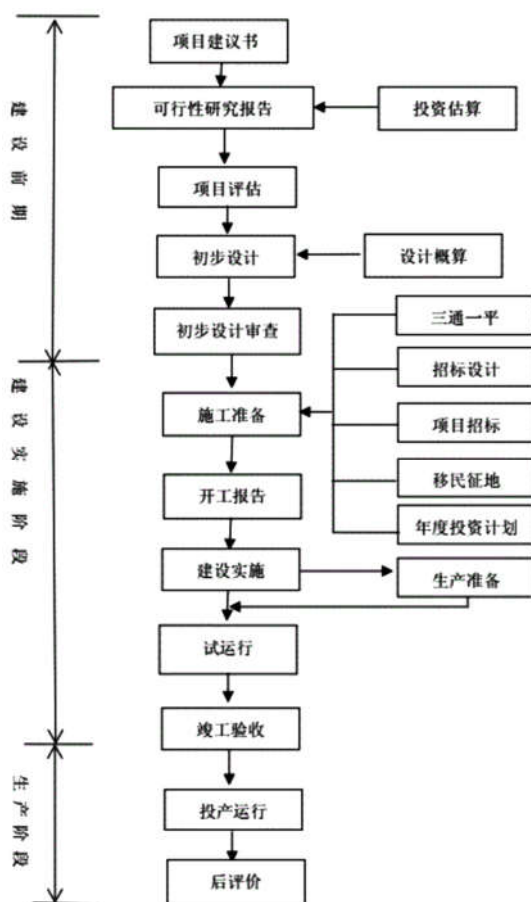 项目建议书
可行性研究报告
投资估算
建设前期
项目评估
初步设计
设计概算
初步设计审查
三通一平
招标设计
施工准备
项目招标
建设实施阶段
开工报告
移民征地
年度投资计划
建设实施
生产准备
试运行
竣工验收
生产阶段
投产运行
后评价